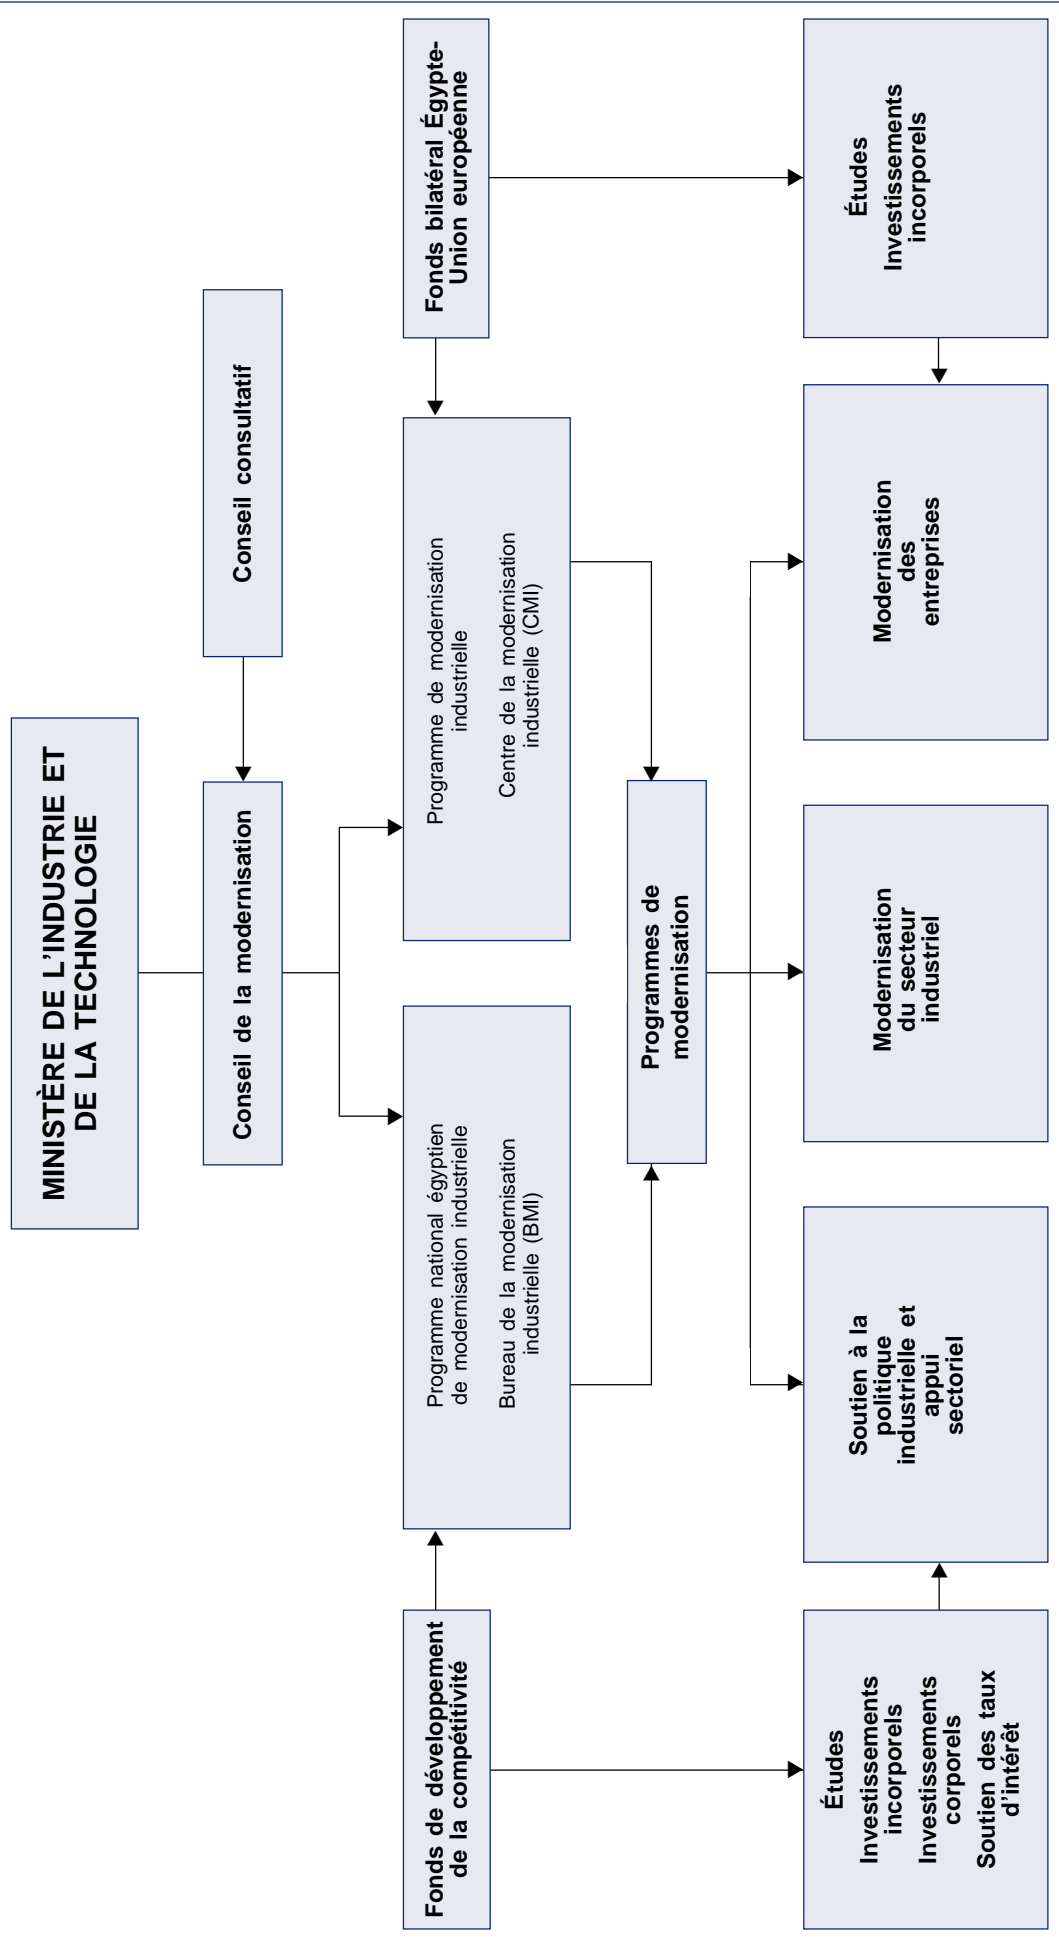 MINISTÈRE DE L'INDUSTRIE ET
DE LA TECHNOLOGIE
Conseil de la modernisation
Conseil consultatif
Fonds de développement
de la compétitivité
Programme national égyptien
de modernisation industrielle
Bureau de la modernisation
industrielle (BMI)
Programme de modernisation
industrielle
Centre de la modernisation
industrielle (CMI)
Fonds bilatéral Égypte-
Union européenne
Programmes de
modernisation
Études
Investissements
incorporels
Investissements
corporels
Soutien des taux
d'intérêt
Soutien à la
politique
industrielle et
appui
sectoriel
Modernisation
du secteur
industriel
Modernisation
des
entreprises
Études
Investissements
incorporels